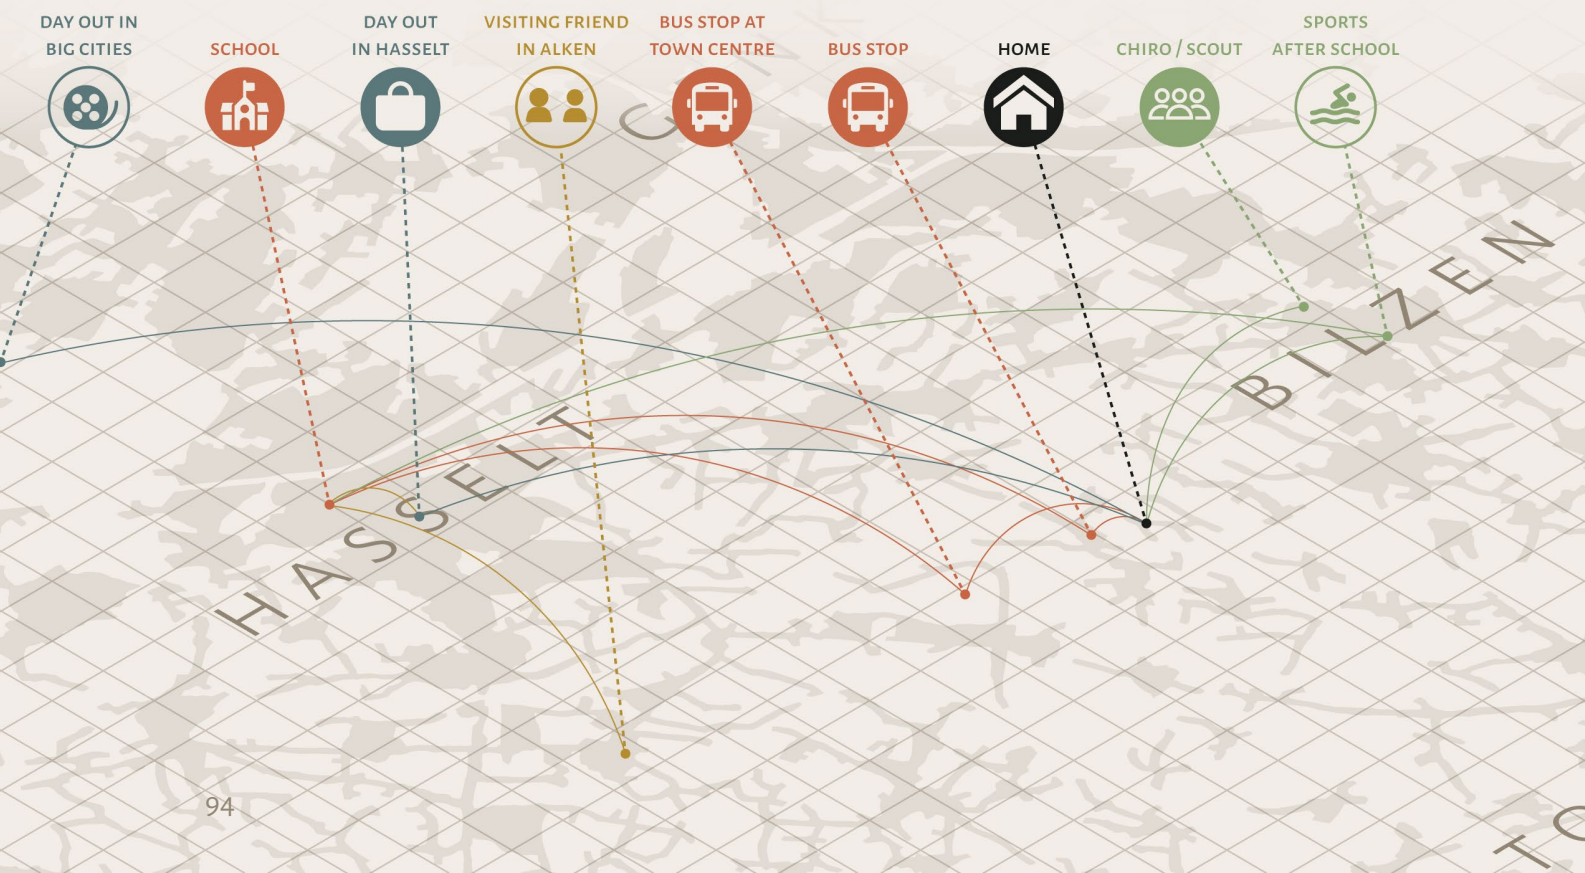 DAY OUT IN
BIG CITIES
SCHOOL
DAY OUT
IN HASSELT
VISITING FRIEND
IN ALKEN
BUS STOP AT
TOWN CENTRE
BUS STOP
HOME
CHIRO / SCOUT
SPORTS
AFTER SCHOOL
BILZEN
HASSELT
94